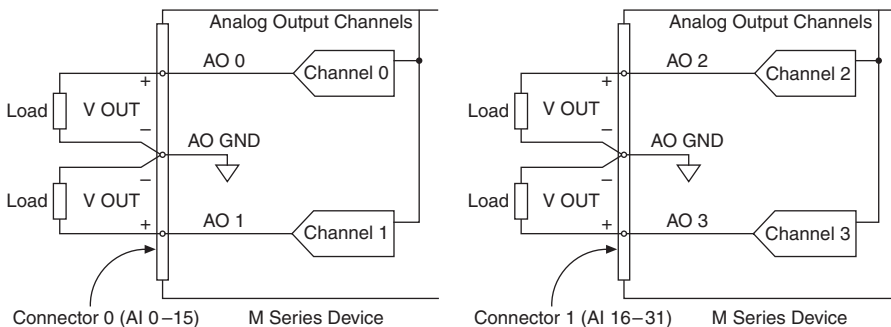 Analog Output Channels
AO 0
Channel 0
+
Load
V OUT
–
AO GND
–
Load
V OUT
+
AO 1
Channel 1
Connector 0 (AI 0–15)
M Series Device
Analog Output Channels
AO 2
Channel 2
+
Load
V OUT
–
AO GND
–
Load
V OUT
+
AO 3
Channel 3
Connector 1 (AI 16–31)
M Series Device